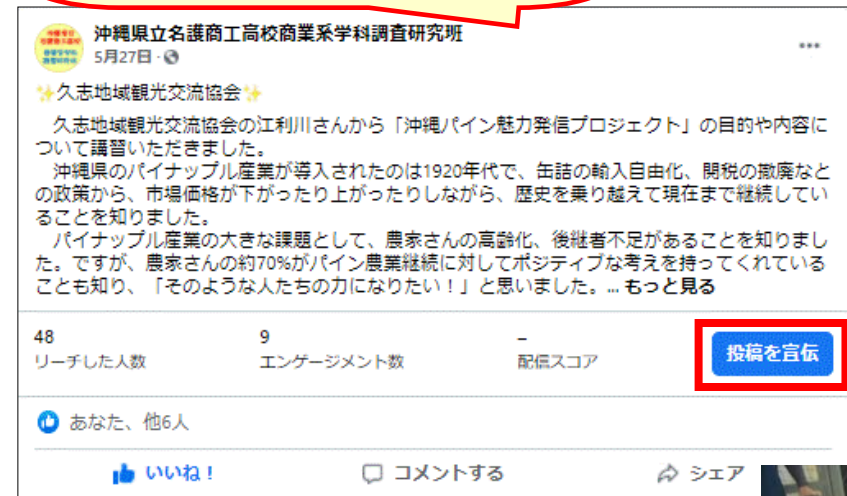 沖縄県立名護商工高校商業系学科調査研究班
5月27日
✨久志地域観光交流協会✨
久志地域観光交流協会の江利川さんから「沖縄パイン魅力発信プロジェクト」の目的や内容に
ついて講習いただきました。
沖縄県のパイナップル産業が導入されたのは1920年代で、缶詰の輸入自由化、関税の撤廃など
の政策から、市場価格が下がったり上がったりしながら、歴史を乗り越えて現在まで継続してい
ることを知りました。
パイナップル産業の大きな課題として、農家さんの高齢化、後継者不足があることを知りまし
た。ですが、農家さんの約70%がパイン農業継続に対してポジティブな考えを持ってくれている
ことも知り、「そのような人たちの力になりたい！」と思いました。... もっと見る
48
リーチした人数
9
エンゲージメント数
–
配信スコア
投稿を宣伝
あなた、他6人
いいね！
コメントする
シェア